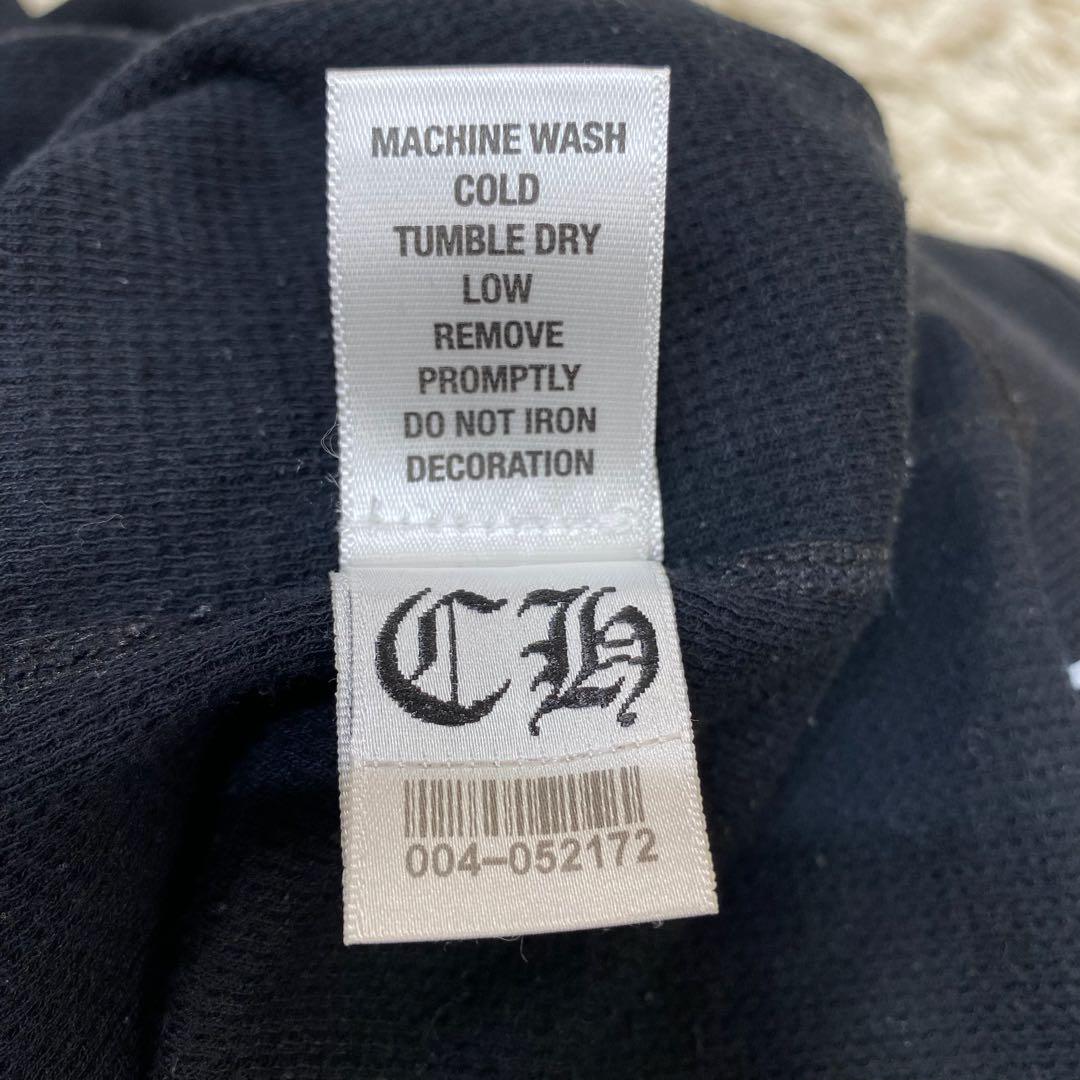 MACHINE WASH
COLD
TUMBLE DRY
LOW
REMOVE
PROMPTLY
DO NOT IRON
DECORATION
CH
004-052172